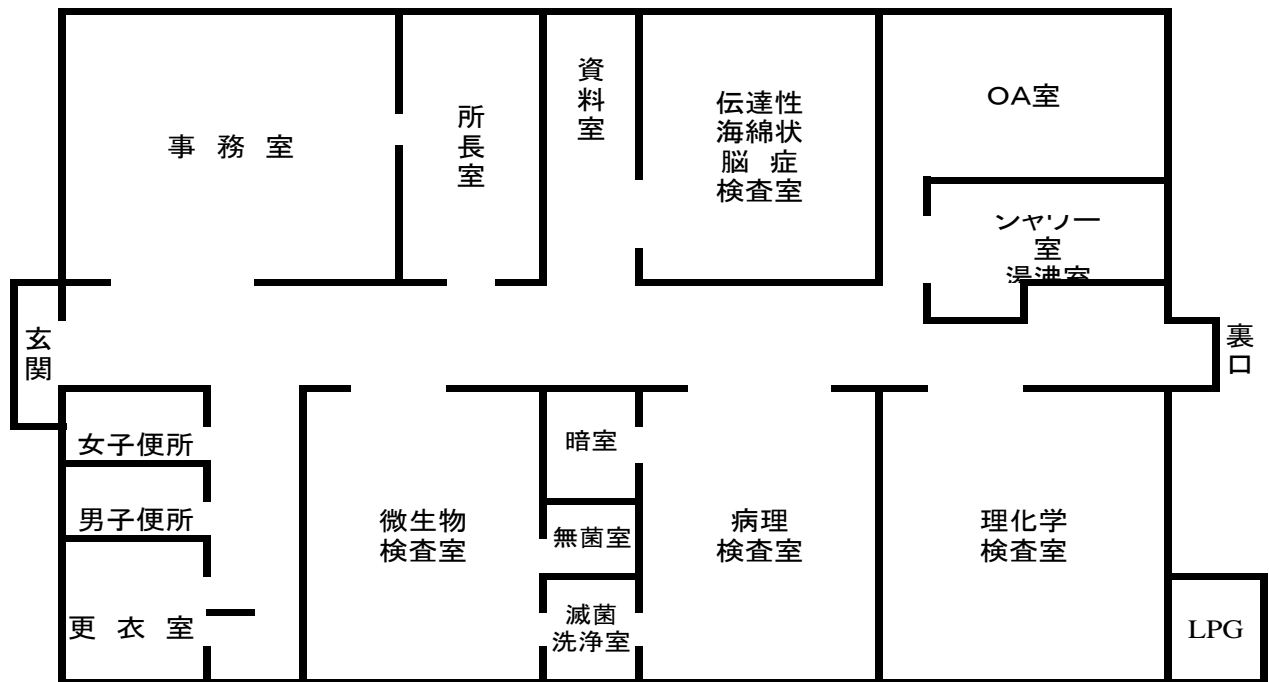 事 務 室
所長室
資料室
伝達性
海綿状
脳 症
検査室
OA室
室
玄関
裏口
女子便所
男子便所
更 衣 室
微生物
検査室
暗室
無菌室
滅菌
洗浄室
病理
検査室
理化学
検査室
LPG